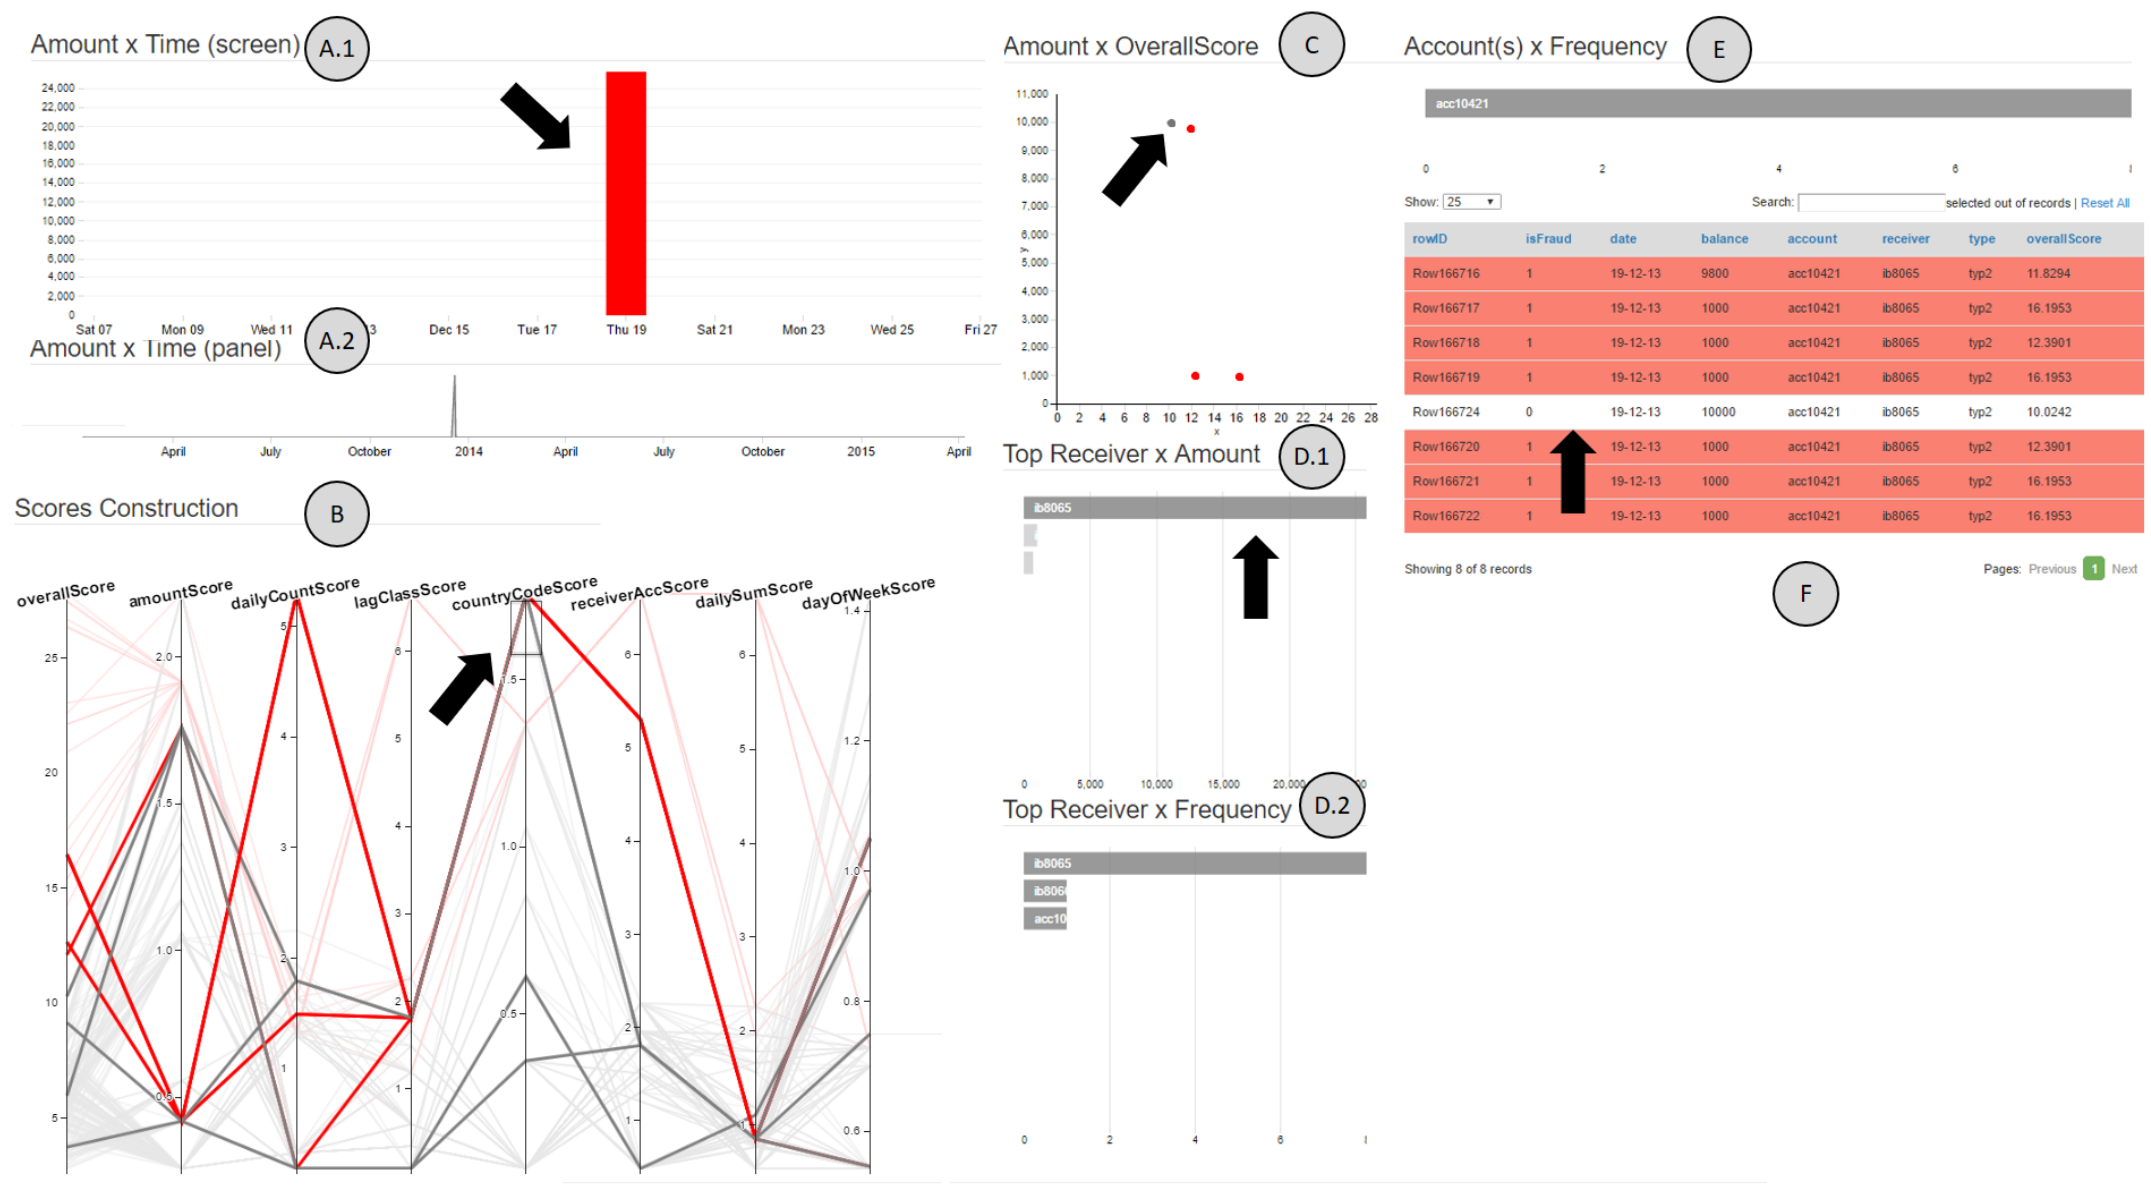 Amount x Time (screen)
A.1
24,000
22,000
20,000
18,000
16,000
14,000
12,000
10,000
8,000
6,000
4,000
2,000
0
Sat 07 Mon 09 Wed 11 3 Dec 15 Tue 17 Thu 19 Sat 21 Mon 23 Wed 25 Fri 27
A.2
Amount x Time (panel)
April July October 2014 April July October 2015 April
Scores Construction
B
overallScore amountScore dailyCountScore lagClassScore countryCodeScore receiverAccScore dailySumScore dayOfWeekScore
25
20
15
10
5
2.0
1.5
1.0
0.5
5
4
3
2
1
6
5
4
3
2
1
1.5
1.0
0.5
6
5
4
3
2
1
6
5
4
3
2
1
1.4
1.2
1.0
0.8
0.6
Amount x OverallScore
C
11,000
10,000
9,000
8,000
7,000
6,000
y
5,000
4,000
3,000
2,000
1,000
0
0 2 4 6 8 10 12 14 16 18 20 22 24 26 28
x
Top Receiver x Amount
D.1
ib8065
0 5,000 10,000 15,000 20,000
Top Receiver x Frequency
D.2
ib8065
ib806
acc10
0 2 4 6
Account(s) x Frequency
E
acc10421
0 2 4 6 8
Show: 25 Search: selected out of records | Reset All
rowID isFraud date balance account receiver type overallScore
Row166716 1 19-12-13 9800 acc10421 ib8065 typ2 11.8294
Row166717 1 19-12-13 1000 acc10421 ib8065 typ2 16.1953
Row166718 1 19-12-13 1000 acc10421 ib8065 typ2 12.3901
Row166719 1 19-12-13 1000 acc10421 ib8065 typ2 16.1953
Row166724 0 19-12-13 10000 acc10421 ib8065 typ2 10.0242
Row166720 1 19-12-13 1000 acc10421 ib8065 typ2 12.3901
Row166721 1 19-12-13 1000 acc10421 ib8065 typ2 16.1953
Row166722 1 19-12-13 1000 acc10421 ib8065 typ2 16.1953
Showing 8 of 8 records
Pages: Previous 1 Next
F